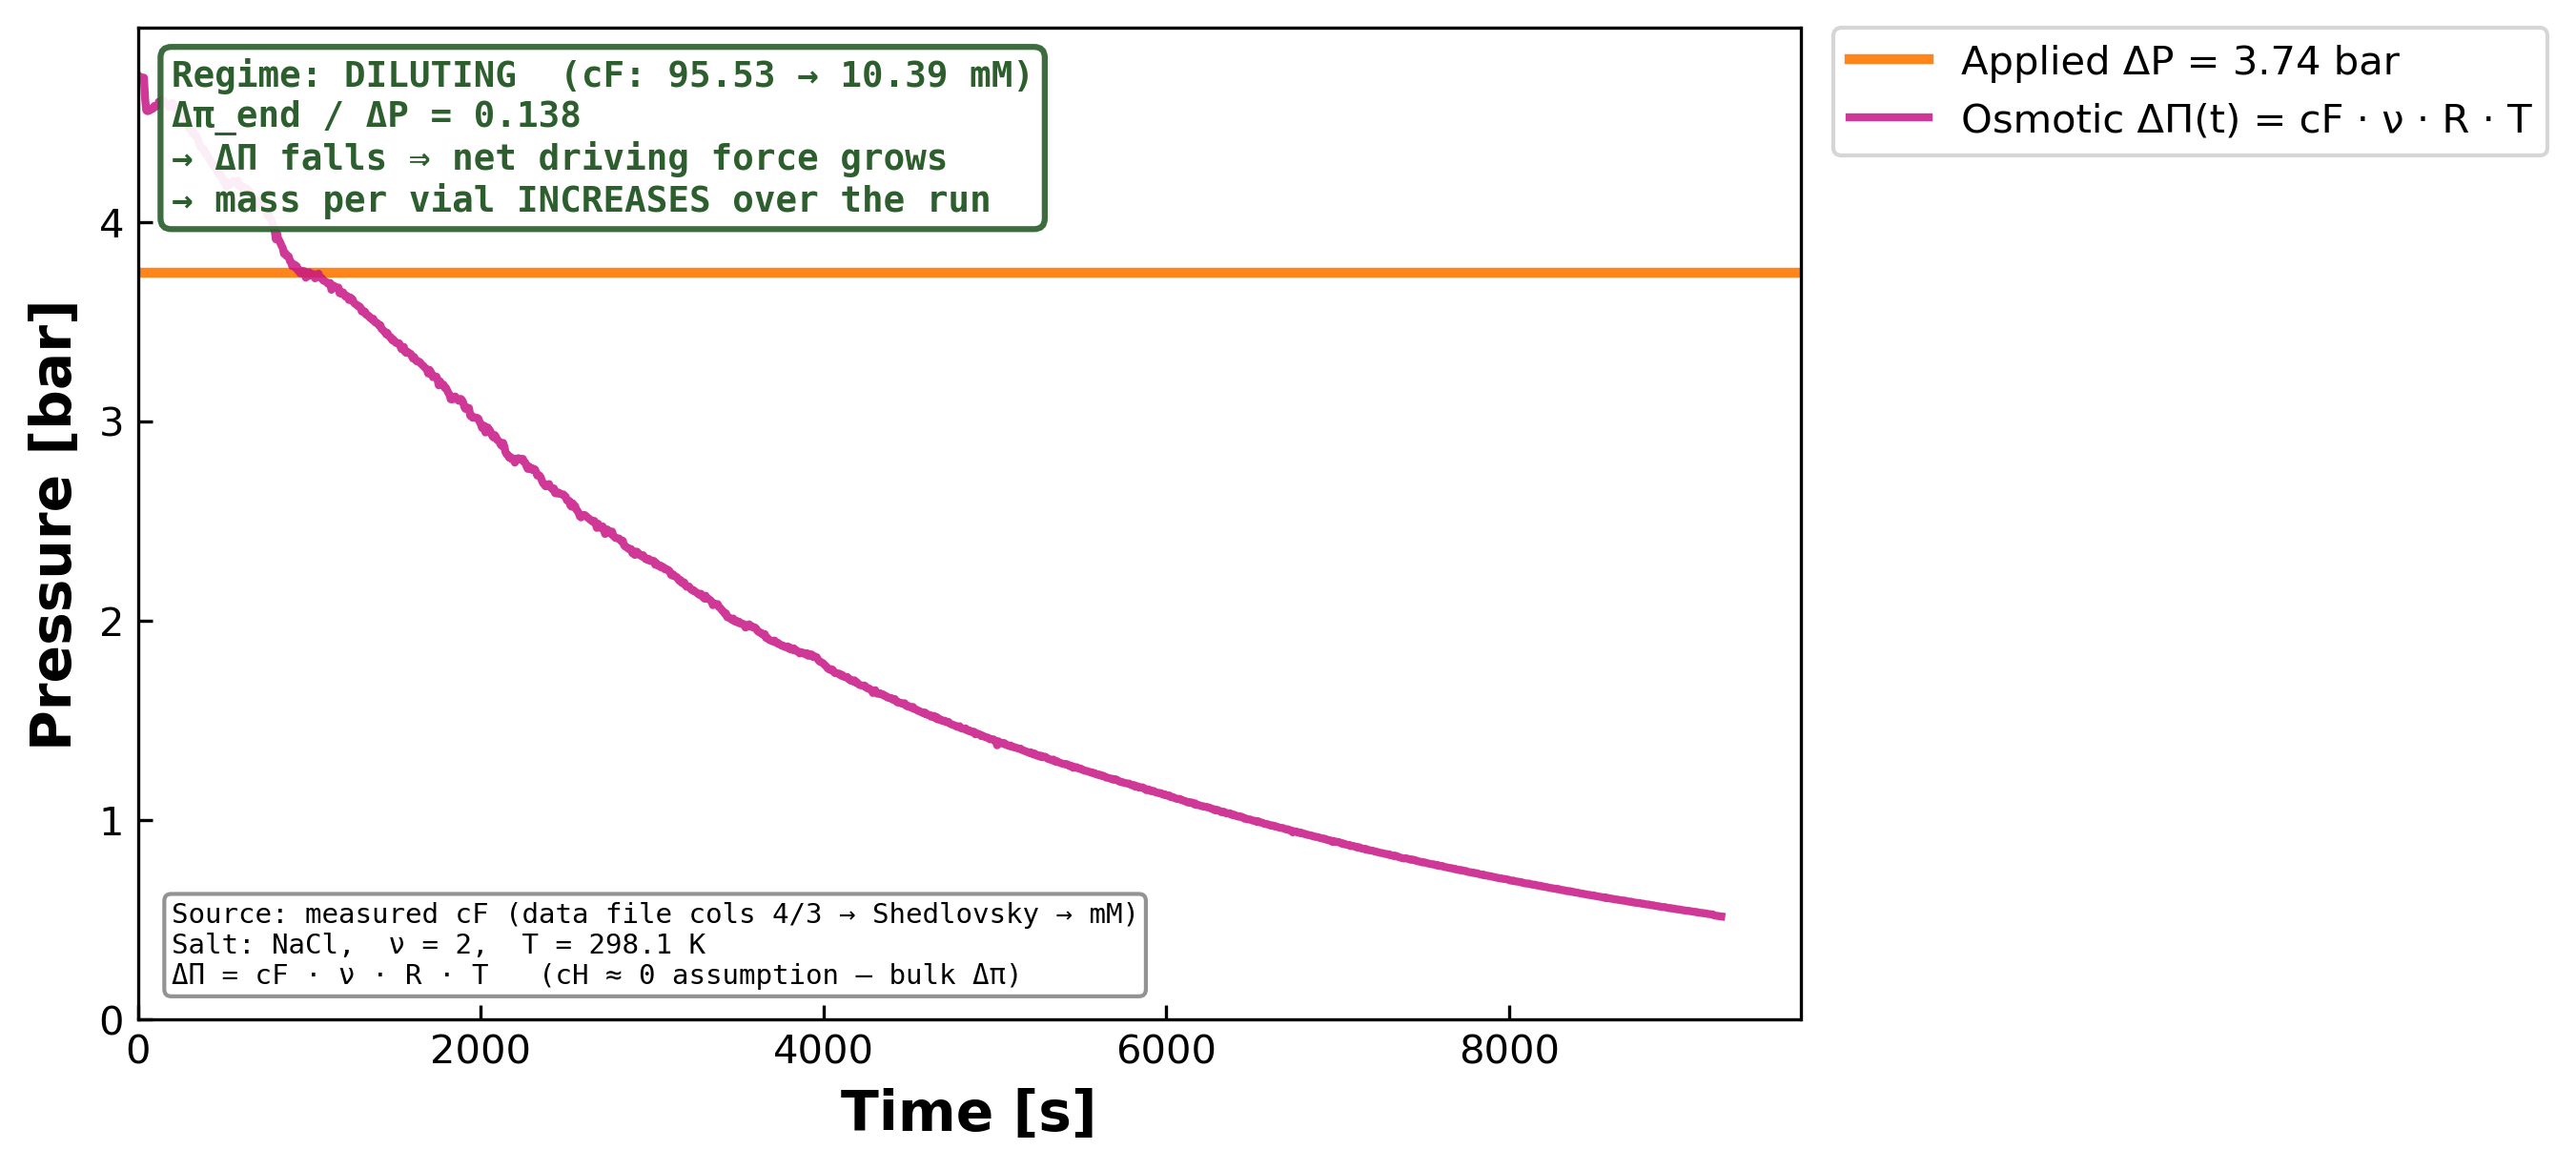 Regime: DILUTING  (cF: 95.53 → 10.39 mM)
Δπ_end / ΔP = 0.138
→ ΔΠ falls ⇒ net driving force grows
→ mass per vial INCREASES over the run
Applied ΔP = 3.74 bar
Osmotic ΔΠ(t) = cF · ν · R · T
Pressure [bar]
4
3
2
1
0
Source: measured cF (data file cols 4/3 → Shedlovsky → mM)
Salt: NaCl,  ν = 2,  T = 298.1 K
ΔΠ = cF · ν · R · T   (cH ≈ 0 assumption — bulk Δπ)
0
2000
4000
6000
8000
Time [s]